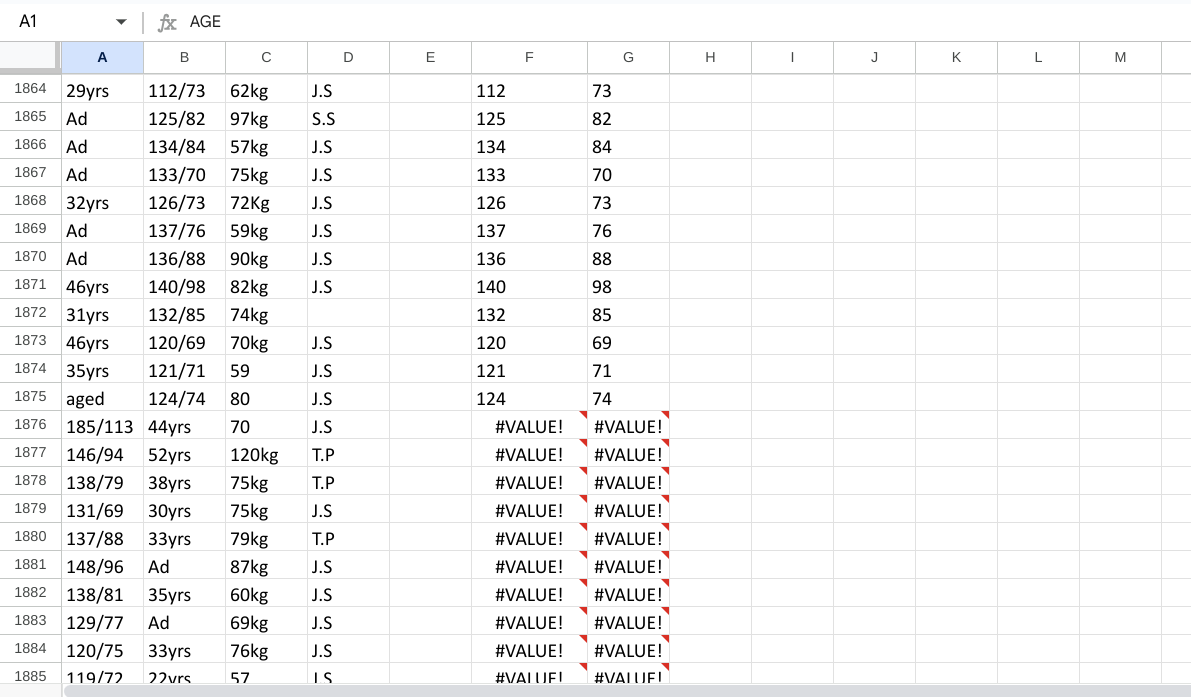 A1 fx AGE
A B C D E F G H I J K L M
1864 29yrs 112/73 62kg J.S 112 73
1865 Ad 125/82 97kg S.S 125 82
1866 Ad 134/84 57kg J.S 134 84
1867 Ad 133/70 75kg J.S 133 70
1868 32yrs 126/73 72Kg J.S 126 73
1869 Ad 137/76 59kg J.S 137 76
1870 Ad 136/88 90kg J.S 136 88
1871 46yrs 140/98 82kg J.S 140 98
1872 31yrs 132/85 74kg 132 85
1873 46yrs 120/69 70kg J.S 120 69
1874 35yrs 121/71 59 J.S 121 71
1875 aged 124/74 80 J.S 124 74
1876 185/113 44yrs 70 J.S #VALUE! #VALUE!
1877 146/94 52yrs 120kg T.P #VALUE! #VALUE!
1878 138/79 38yrs 75kg T.P #VALUE! #VALUE!
1879 131/69 30yrs 75kg J.S #VALUE! #VALUE!
1880 137/88 33yrs 79kg T.P #VALUE! #VALUE!
1881 148/96 Ad 87kg J.S #VALUE! #VALUE!
1882 138/81 35yrs 60kg J.S #VALUE! #VALUE!
1883 129/77 Ad 69kg J.S #VALUE! #VALUE!
1884 120/75 33yrs 76kg J.S #VALUE! #VALUE!
1885 119/72 22yrs 57 J.S #VALUE! #VALUE!